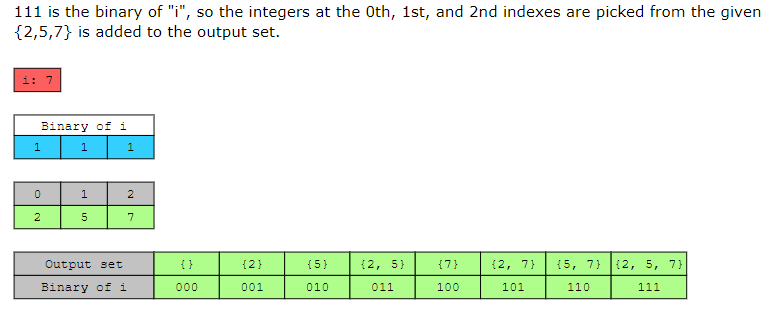 111 is the binary of "i", so the integers at the 0th, 1st, and 2nd indexes are picked from the given
{2,5,7} is added to the output set.
i: 7
Binary of i
1 1 1
0 1 2
2 5 7
Output set {} {2} {5} {2, 5} {7} {2, 7} {5, 7} {2, 5, 7}
Binary of i 000 001 010 011 100 101 110 111